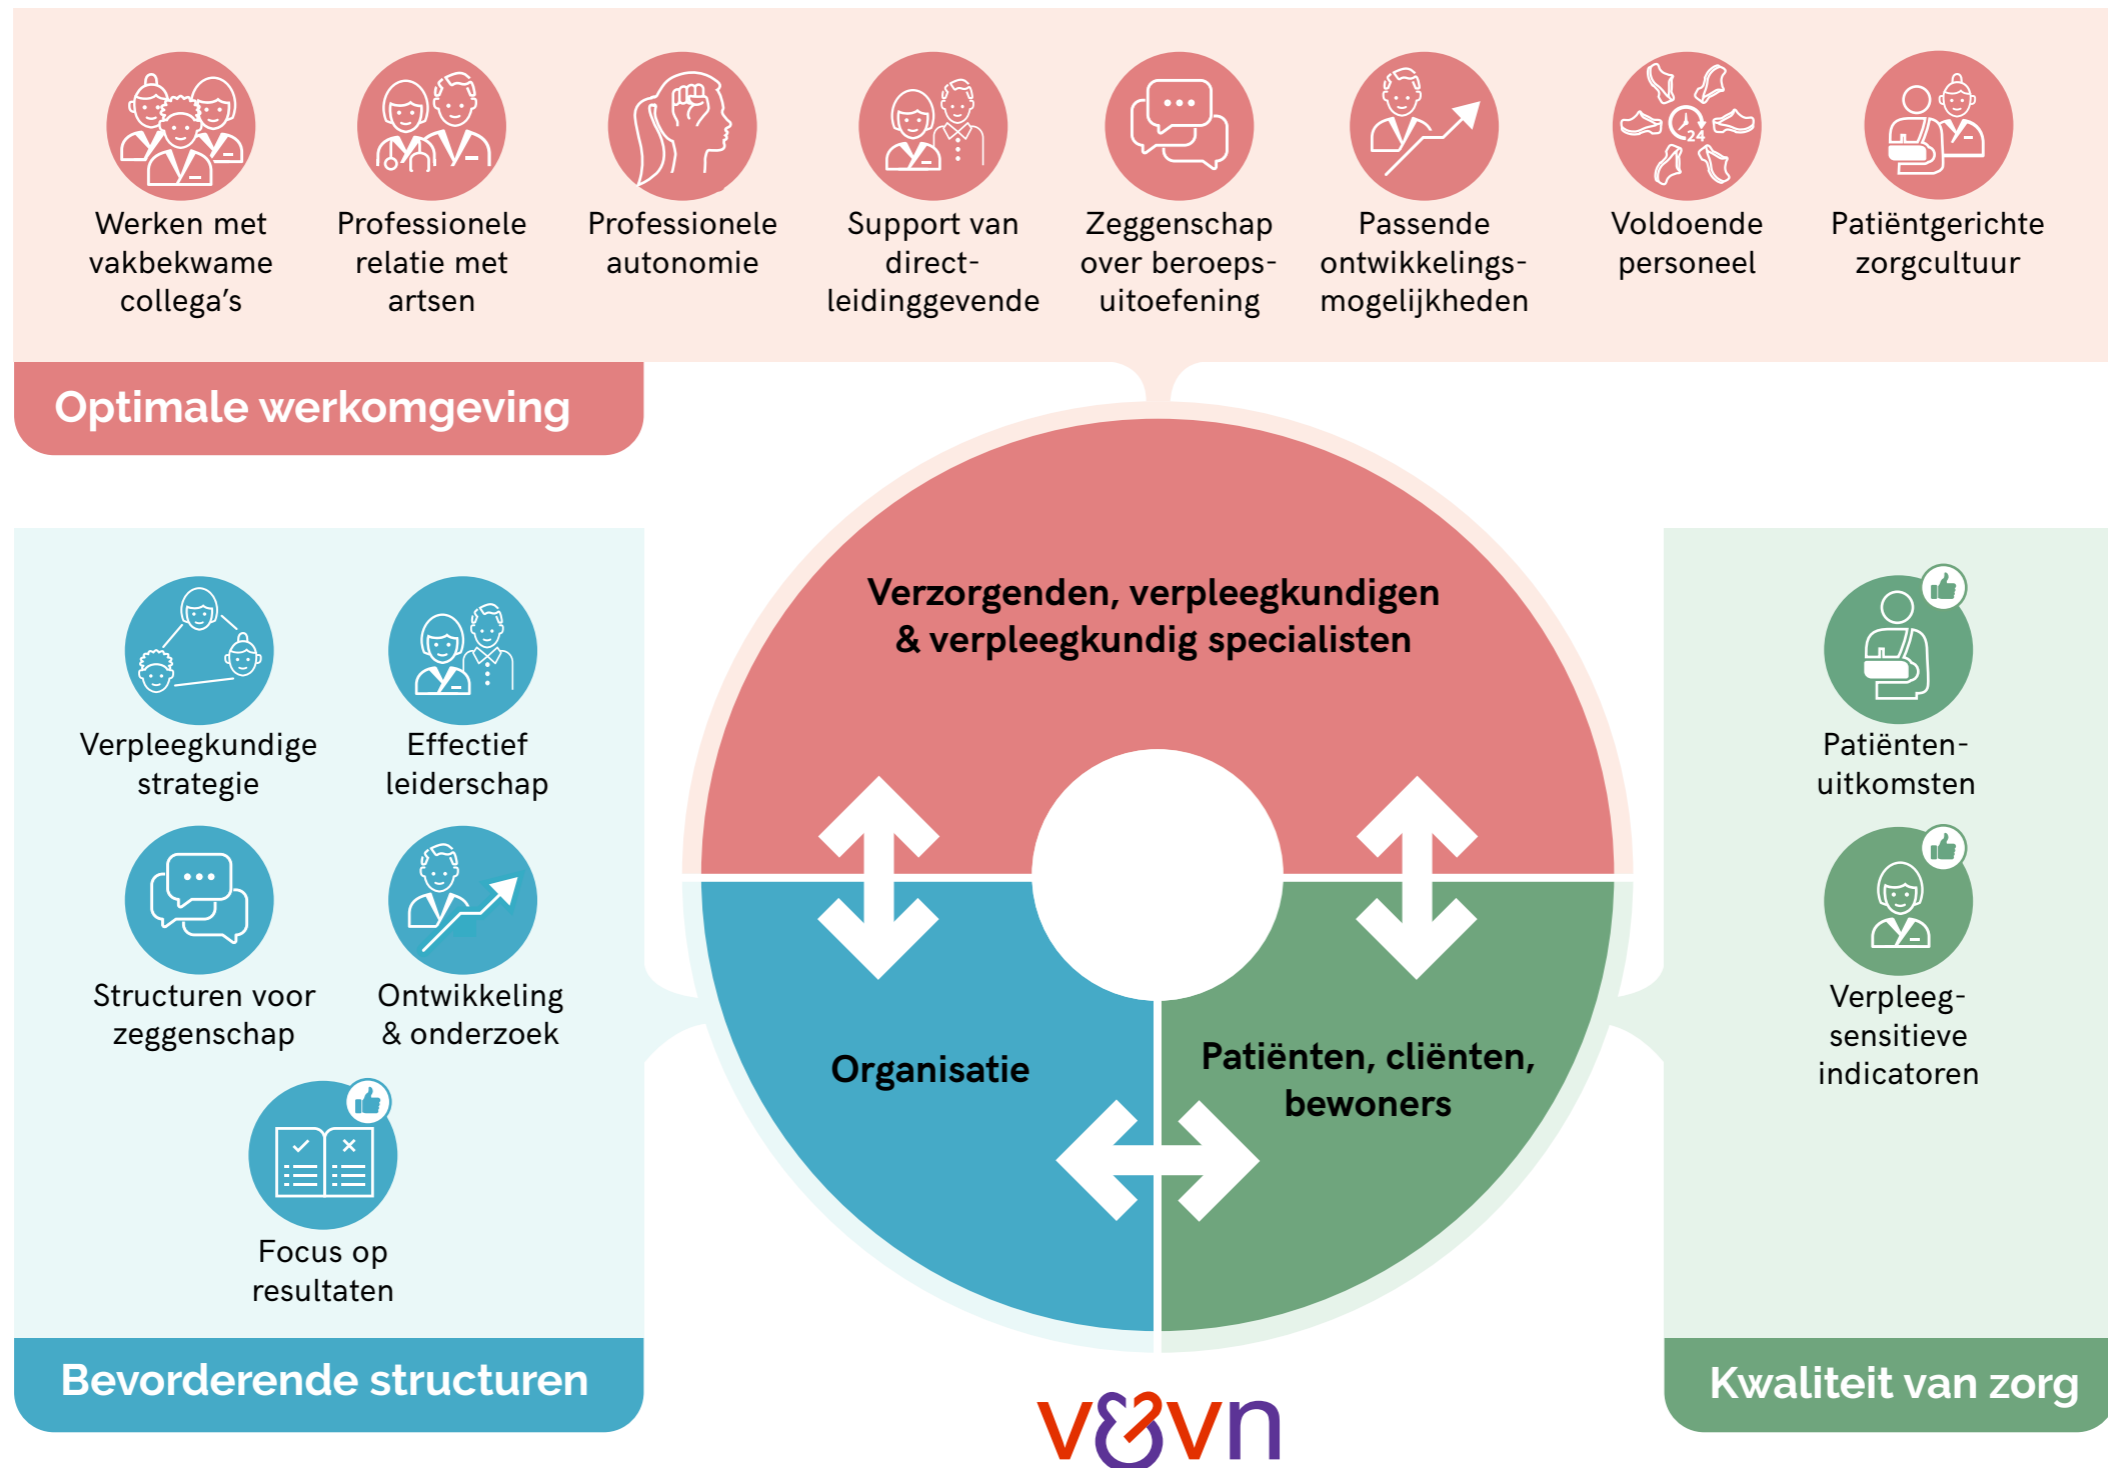 Werken met
vakbekwame
collega's
Professionele
relatie met
artsen
Professionele
autonomie
Support van
direct-
leidinggevende
Zeggenschap
over beroeps-
uitoefening
Passende
ontwikkelings-
mogelijkheden
24
Voldoende
personeel
Patiëntgerichte
zorgcultuur
Optimale werkomgeving
Verzorgenden, verpleegkundigen
& verpleegkundig specialisten
Verpleegkundige
strategie
Effectief
leiderschap
Structuren voor
zeggenschap
Ontwikkeling
& onderzoek
Focus op
resultaten
Bevorderende structuren
Organisatie
Patiënten, cliënten,
bewoners
Patiënten-
uitkomsten
Verpleeg-
sensitieve
indicatoren
Kwaliteit van zorg
v&vn